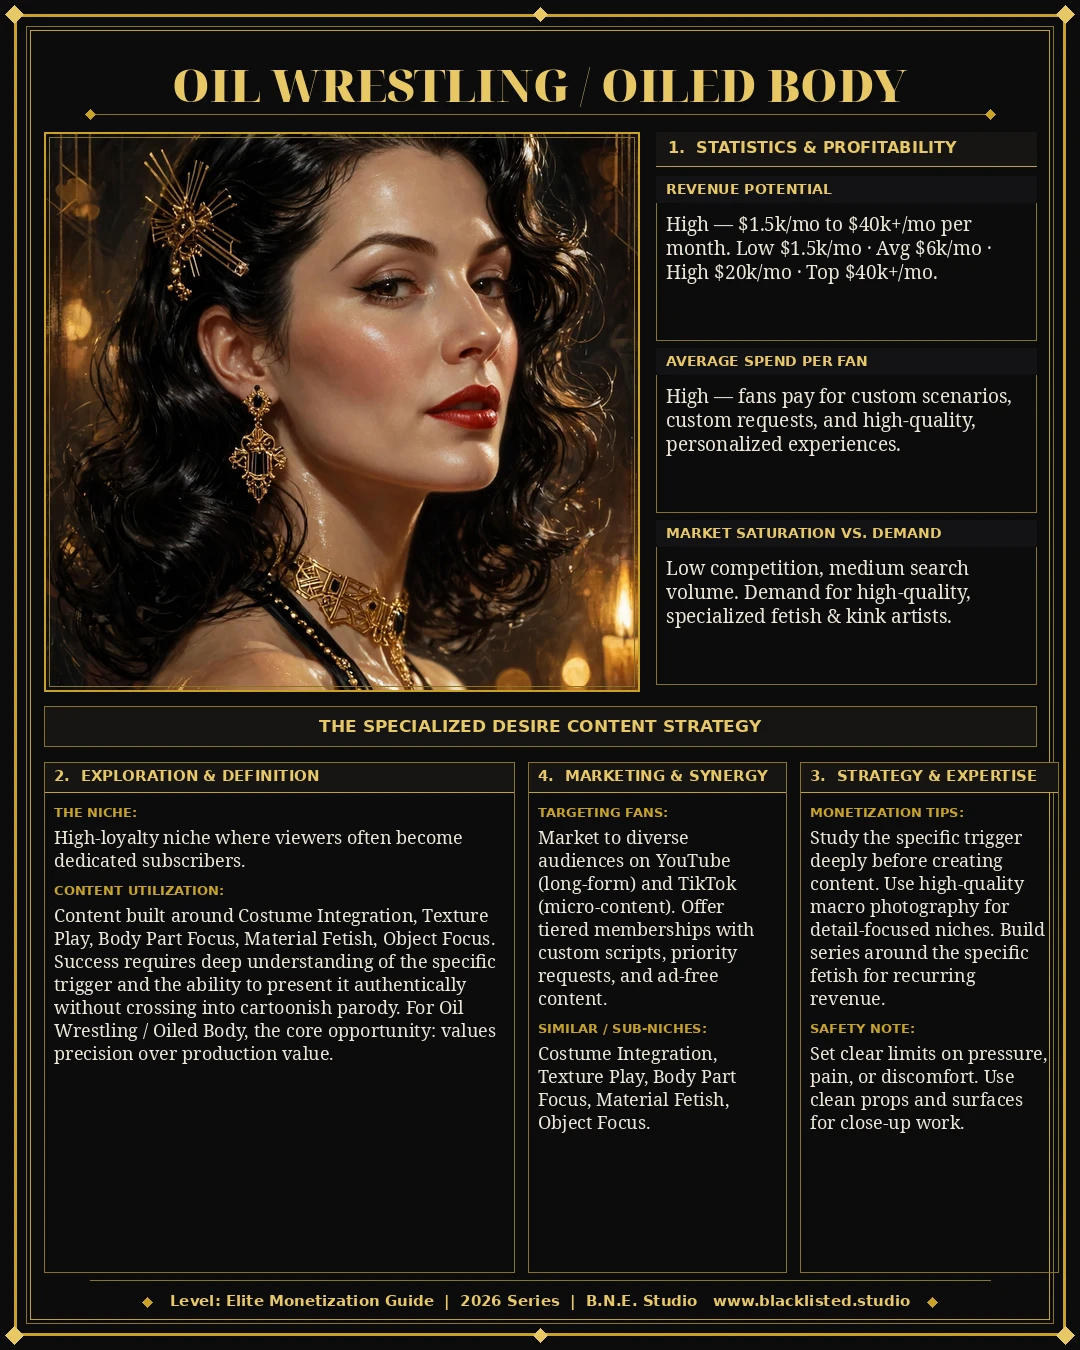 OIL WRESTLING / OILED BODY
1. STATISTICS & PROFITABILITY
REVENUE POTENTIAL
High — $1.5k/mo to $40k+/mo per
month. Low $1.5k/mo · Avg $6k/mo ·
High $20k/mo · Top $40k+/mo.
AVERAGE SPEND PER FAN
High — fans pay for custom scenarios,
custom requests, and high-quality,
personalized experiences.
MARKET SATURATION VS. DEMAND
Low competition, medium search
volume. Demand for high-quality,
specialized fetish & kink artists.
THE SPECIALIZED DESIRE CONTENT STRATEGY
2. EXPLORATION & DEFINITION
THE NICHE:
High-loyalty niche where viewers often become
dedicated subscribers.
CONTENT UTILIZATION:
Content built around Costume Integration, Texture
Play, Body Part Focus, Material Fetish, Object Focus.
Success requires deep understanding of the specific
trigger and the ability to present it authentically
without crossing into cartoonish parody. For Oil
Wrestling / Oiled Body, the core opportunity: values
precision over production value.
4. MARKETING & SYNERGY
TARGETING FANS:
Market to diverse
audiences on YouTube
(long-form) and TikTok
(micro-content). Offer
tiered memberships with
custom scripts, priority
requests, and ad-free
content.
SIMILAR / SUB-NICHES:
Costume Integration,
Texture Play, Body Part
Focus, Material Fetish,
Object Focus.
3. STRATEGY & EXPERTISE
MONETIZATION TIPS:
Study the specific trigger
deeply before creating
content. Use high-quality
macro photography for
detail-focused niches. Build
series around the specific
fetish for recurring
revenue.
SAFETY NOTE:
Set clear limits on pressure,
pain, or discomfort. Use
clean props and surfaces
for close-up work.
Level: Elite Monetization Guide | 2026 Series | B.N.E. Studio www.blacklisted.studio